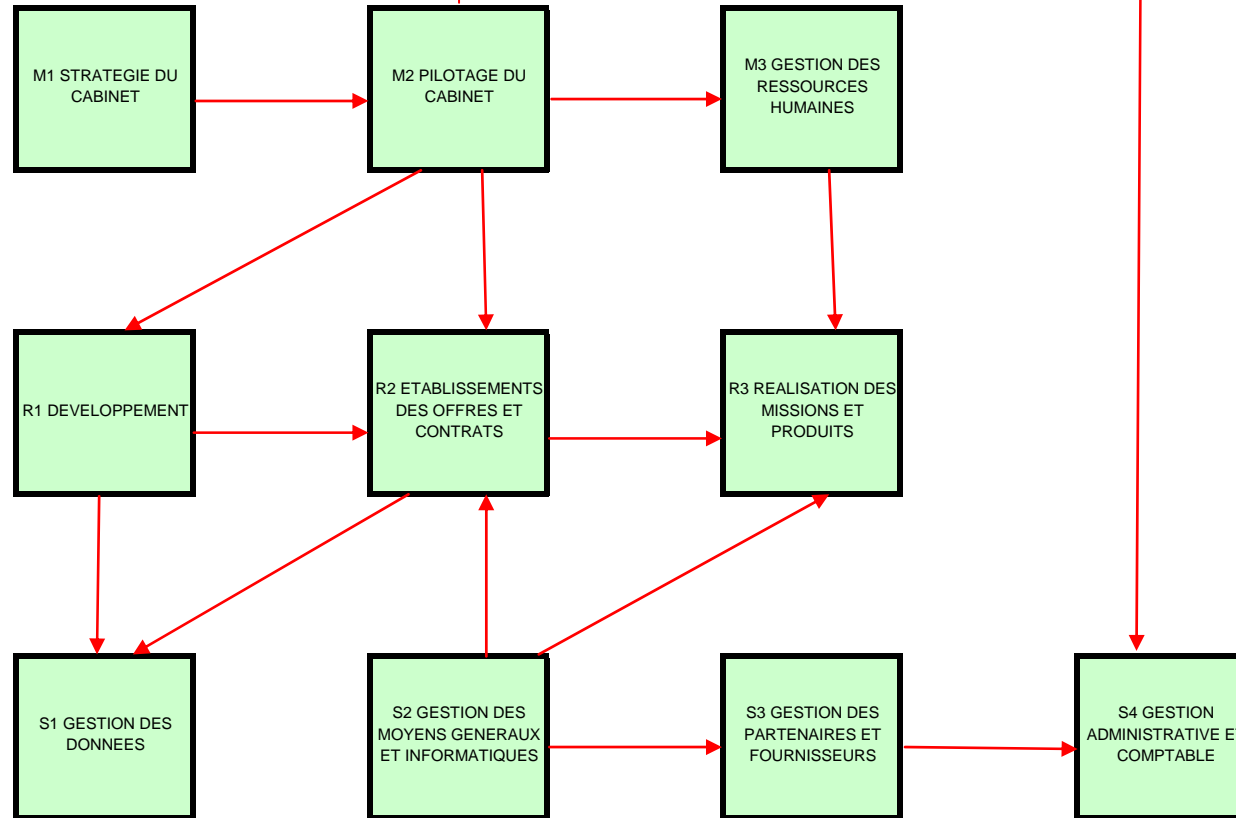 M1 STRATEGIE DU
CABINET
M2 PILOTAGE DU
CABINET
M3 GESTION DES
RESSOURCES
HUMAINES
R1 DEVELOPPEMENT
R2 ETABLISSEMENTS
DES OFFRES ET
CONTRATS
R3 REALISATION DES
MISSIONS ET
PRODUITS
S1 GESTION DES
DONNEES
S2 GESTION DES
MOYENS GENERAUX
ET INFORMATIQUES
S3 GESTION DES
PARTENAIRES ET
FOURNISSEURS
S4 GESTION
ADMINISTRATIVE ET
COMPTABLE